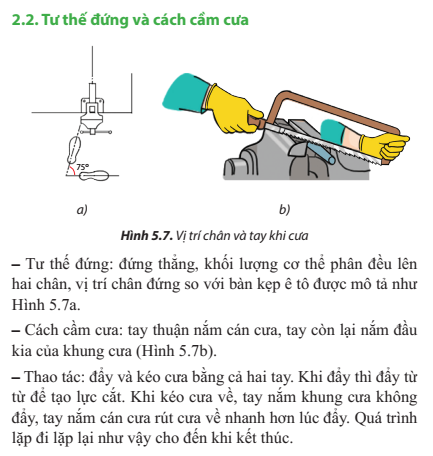 2.2. Tư thế đứng và cách cầm cưa
75°
a)
b)
Hình 5.7. Vị trí chân và tay khi cưa
– Tư thế đứng: đứng thẳng, khối lượng cơ thể phân đều lên
hai chân, vị trí chân đứng so với bàn kẹp ê tô được mô tả như
Hình 5.7a.
– Cách cầm cưa: tay thuận nắm cán cưa, tay còn lại nắm đầu
kia của khung cưa (Hình 5.7b).
– Thao tác: đẩy và kéo cưa bằng cả hai tay. Khi đẩy thì đẩy từ
từ để tạo lực cắt. Khi kéo cưa về, tay nắm khung cưa không
đẩy, tay nắm cán cưa rút cưa về nhanh hơn lúc đẩy. Quá trình
lặp đi lặp lại như vậy cho đến khi kết thúc.